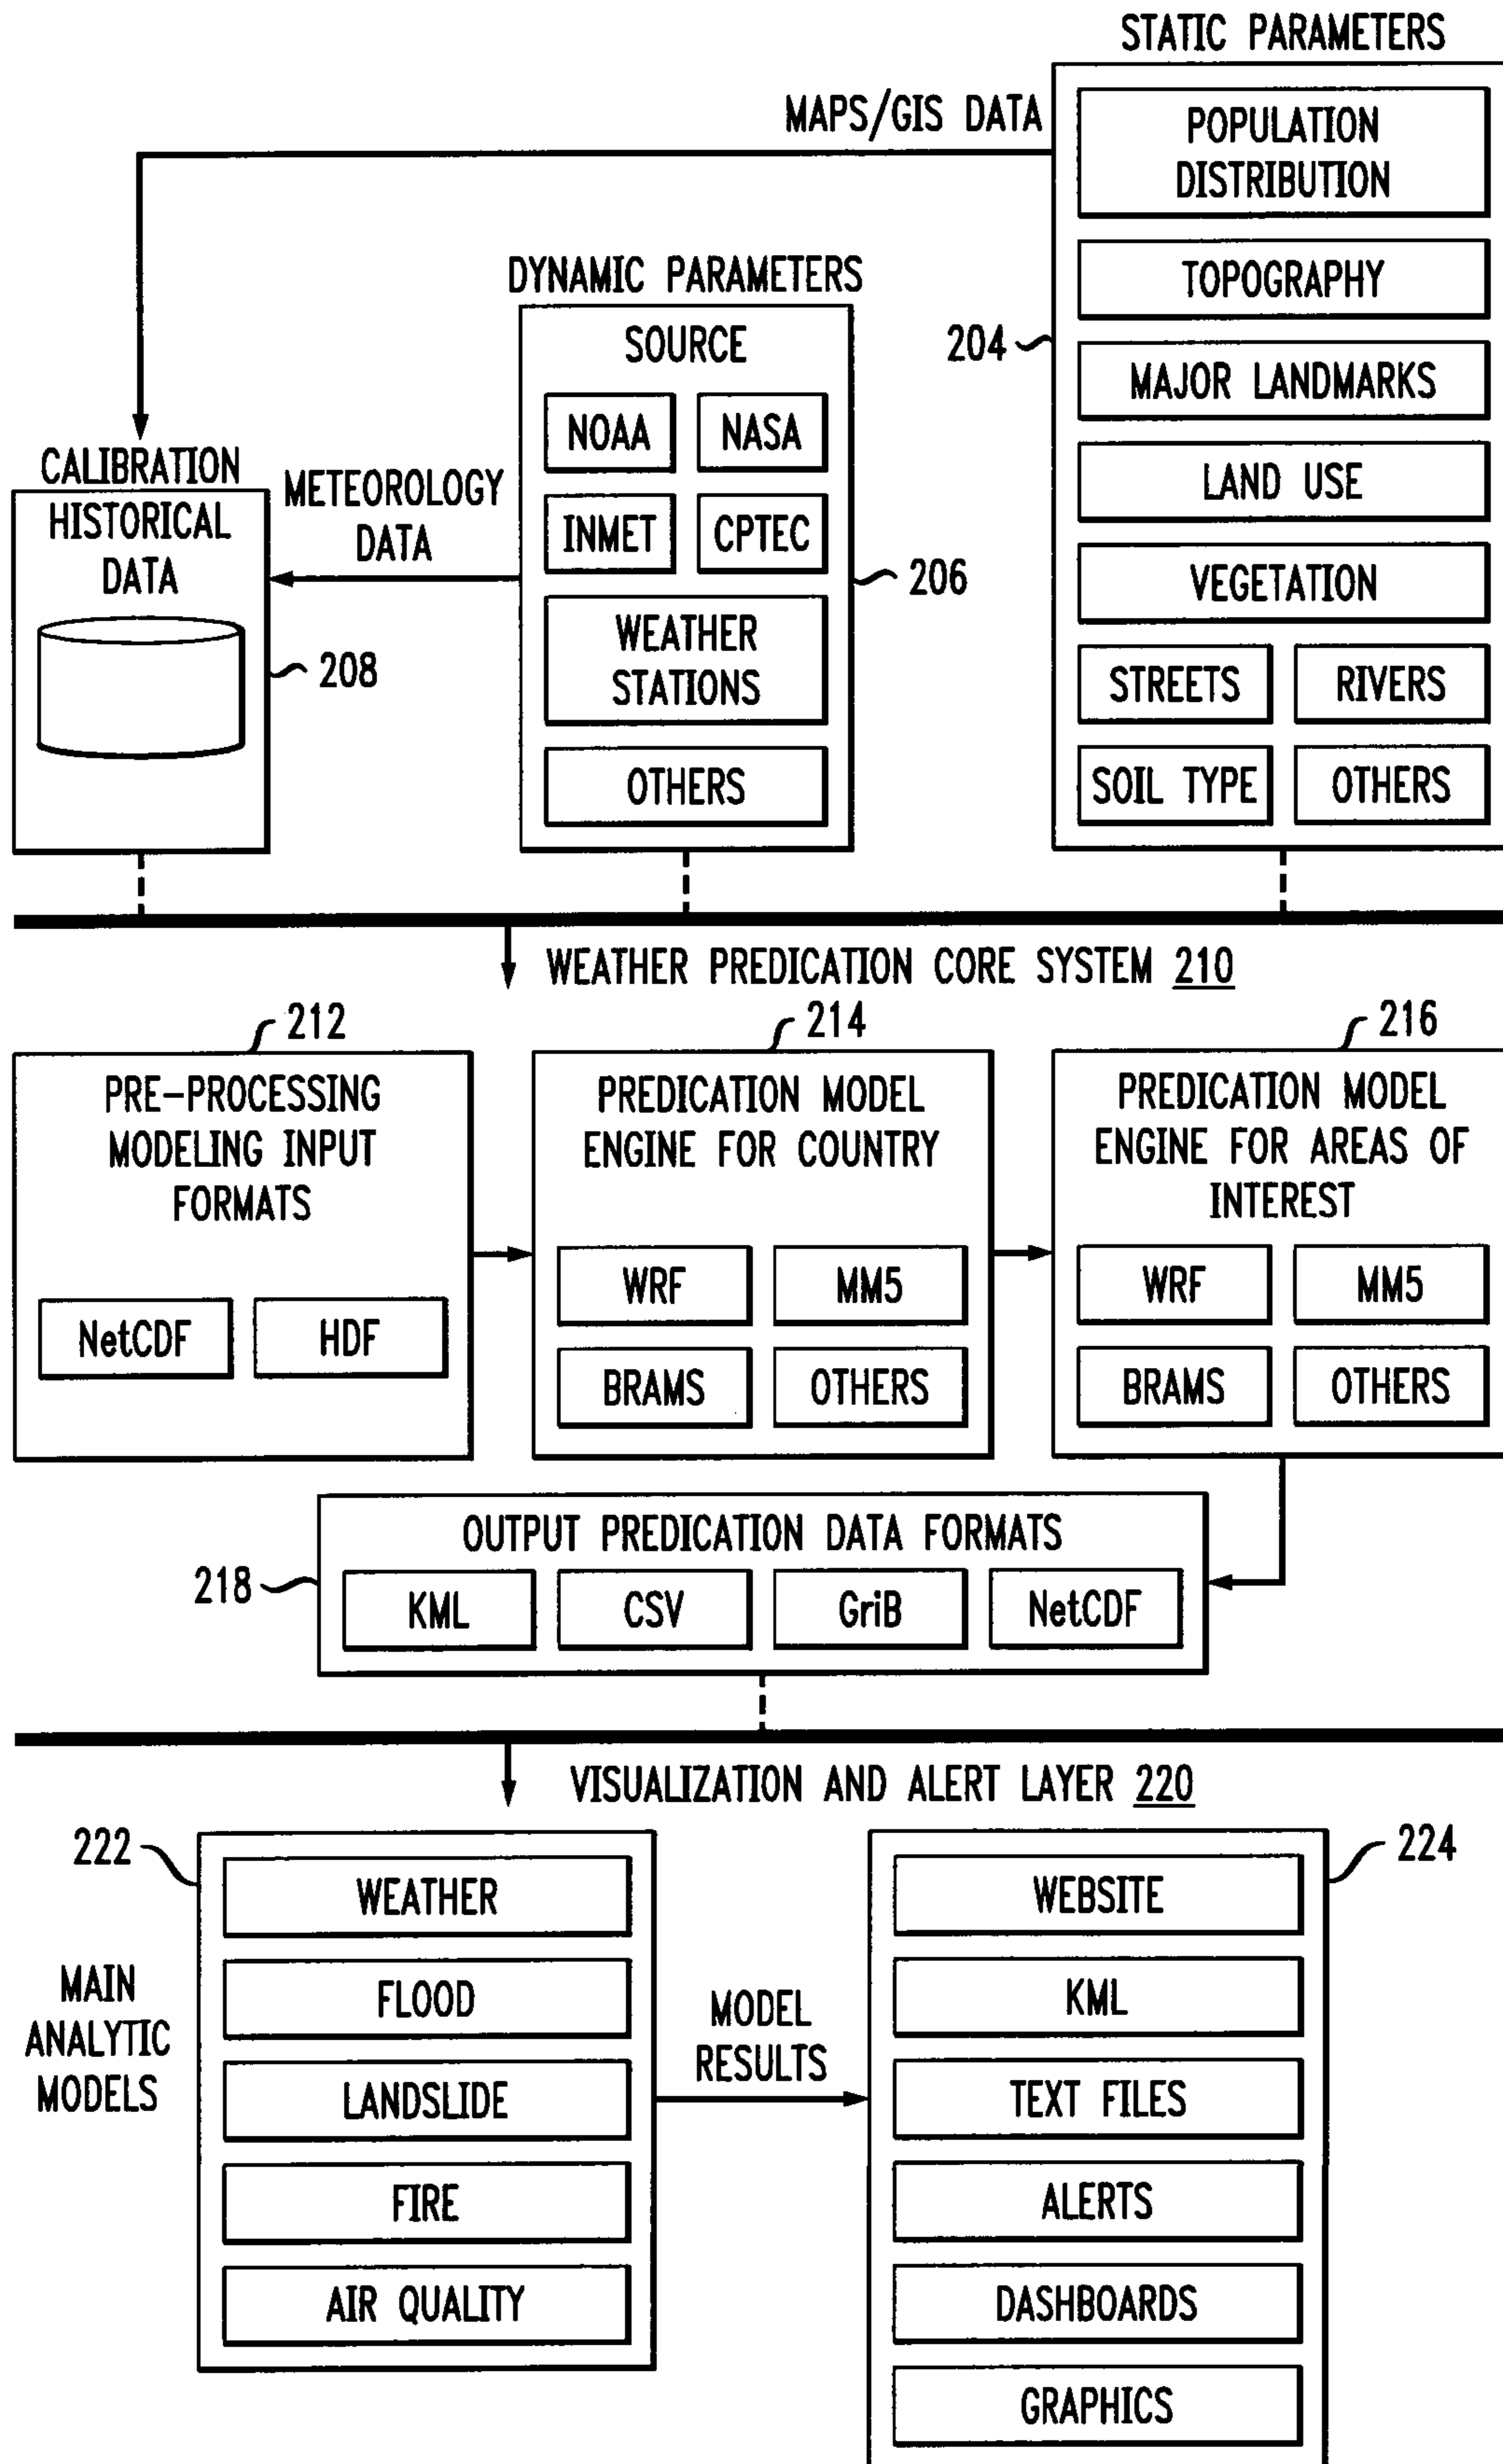 STATIC PARAMETERS
MAPS/GIS DATA
POPULATION
DISTRIBUTION
TOPOGRAPHY
204
MAJOR LANDMARKS
LAND USE
VEGETATION
STREETS
RIVERS
SOIL TYPE
OTHERS
DYNAMIC PARAMETERS
SOURCE
NOAA
NASA
INMET
CPTEC
206
WEATHER
STATIONS
OTHERS
METEOROLOGY
DATA
CALIBRATION
HISTORICAL
DATA
208
WEATHER PREDICATION CORE SYSTEM 210
212
PRE-PROCESSING
MODELING INPUT
FORMATS
NetCDF
HDF
214
PREDICATION MODEL
ENGINE FOR COUNTRY
WRF
MM5
BRAMS
OTHERS
216
PREDICATION MODEL
ENGINE FOR AREAS OF
INTEREST
WRF
MM5
BRAMS
OTHERS
OUTPUT PREDICATION DATA FORMATS
218
KML
CSV
GriB
NetCDF
VISUALIZATION AND ALERT LAYER 220
222
MAIN
ANALYTIC
MODELS
WEATHER
FLOOD
LANDSLIDE
FIRE
AIR QUALITY
MODEL
RESULTS
224
WEBSITE
KML
TEXT FILES
ALERTS
DASHBOARDS
GRAPHICS